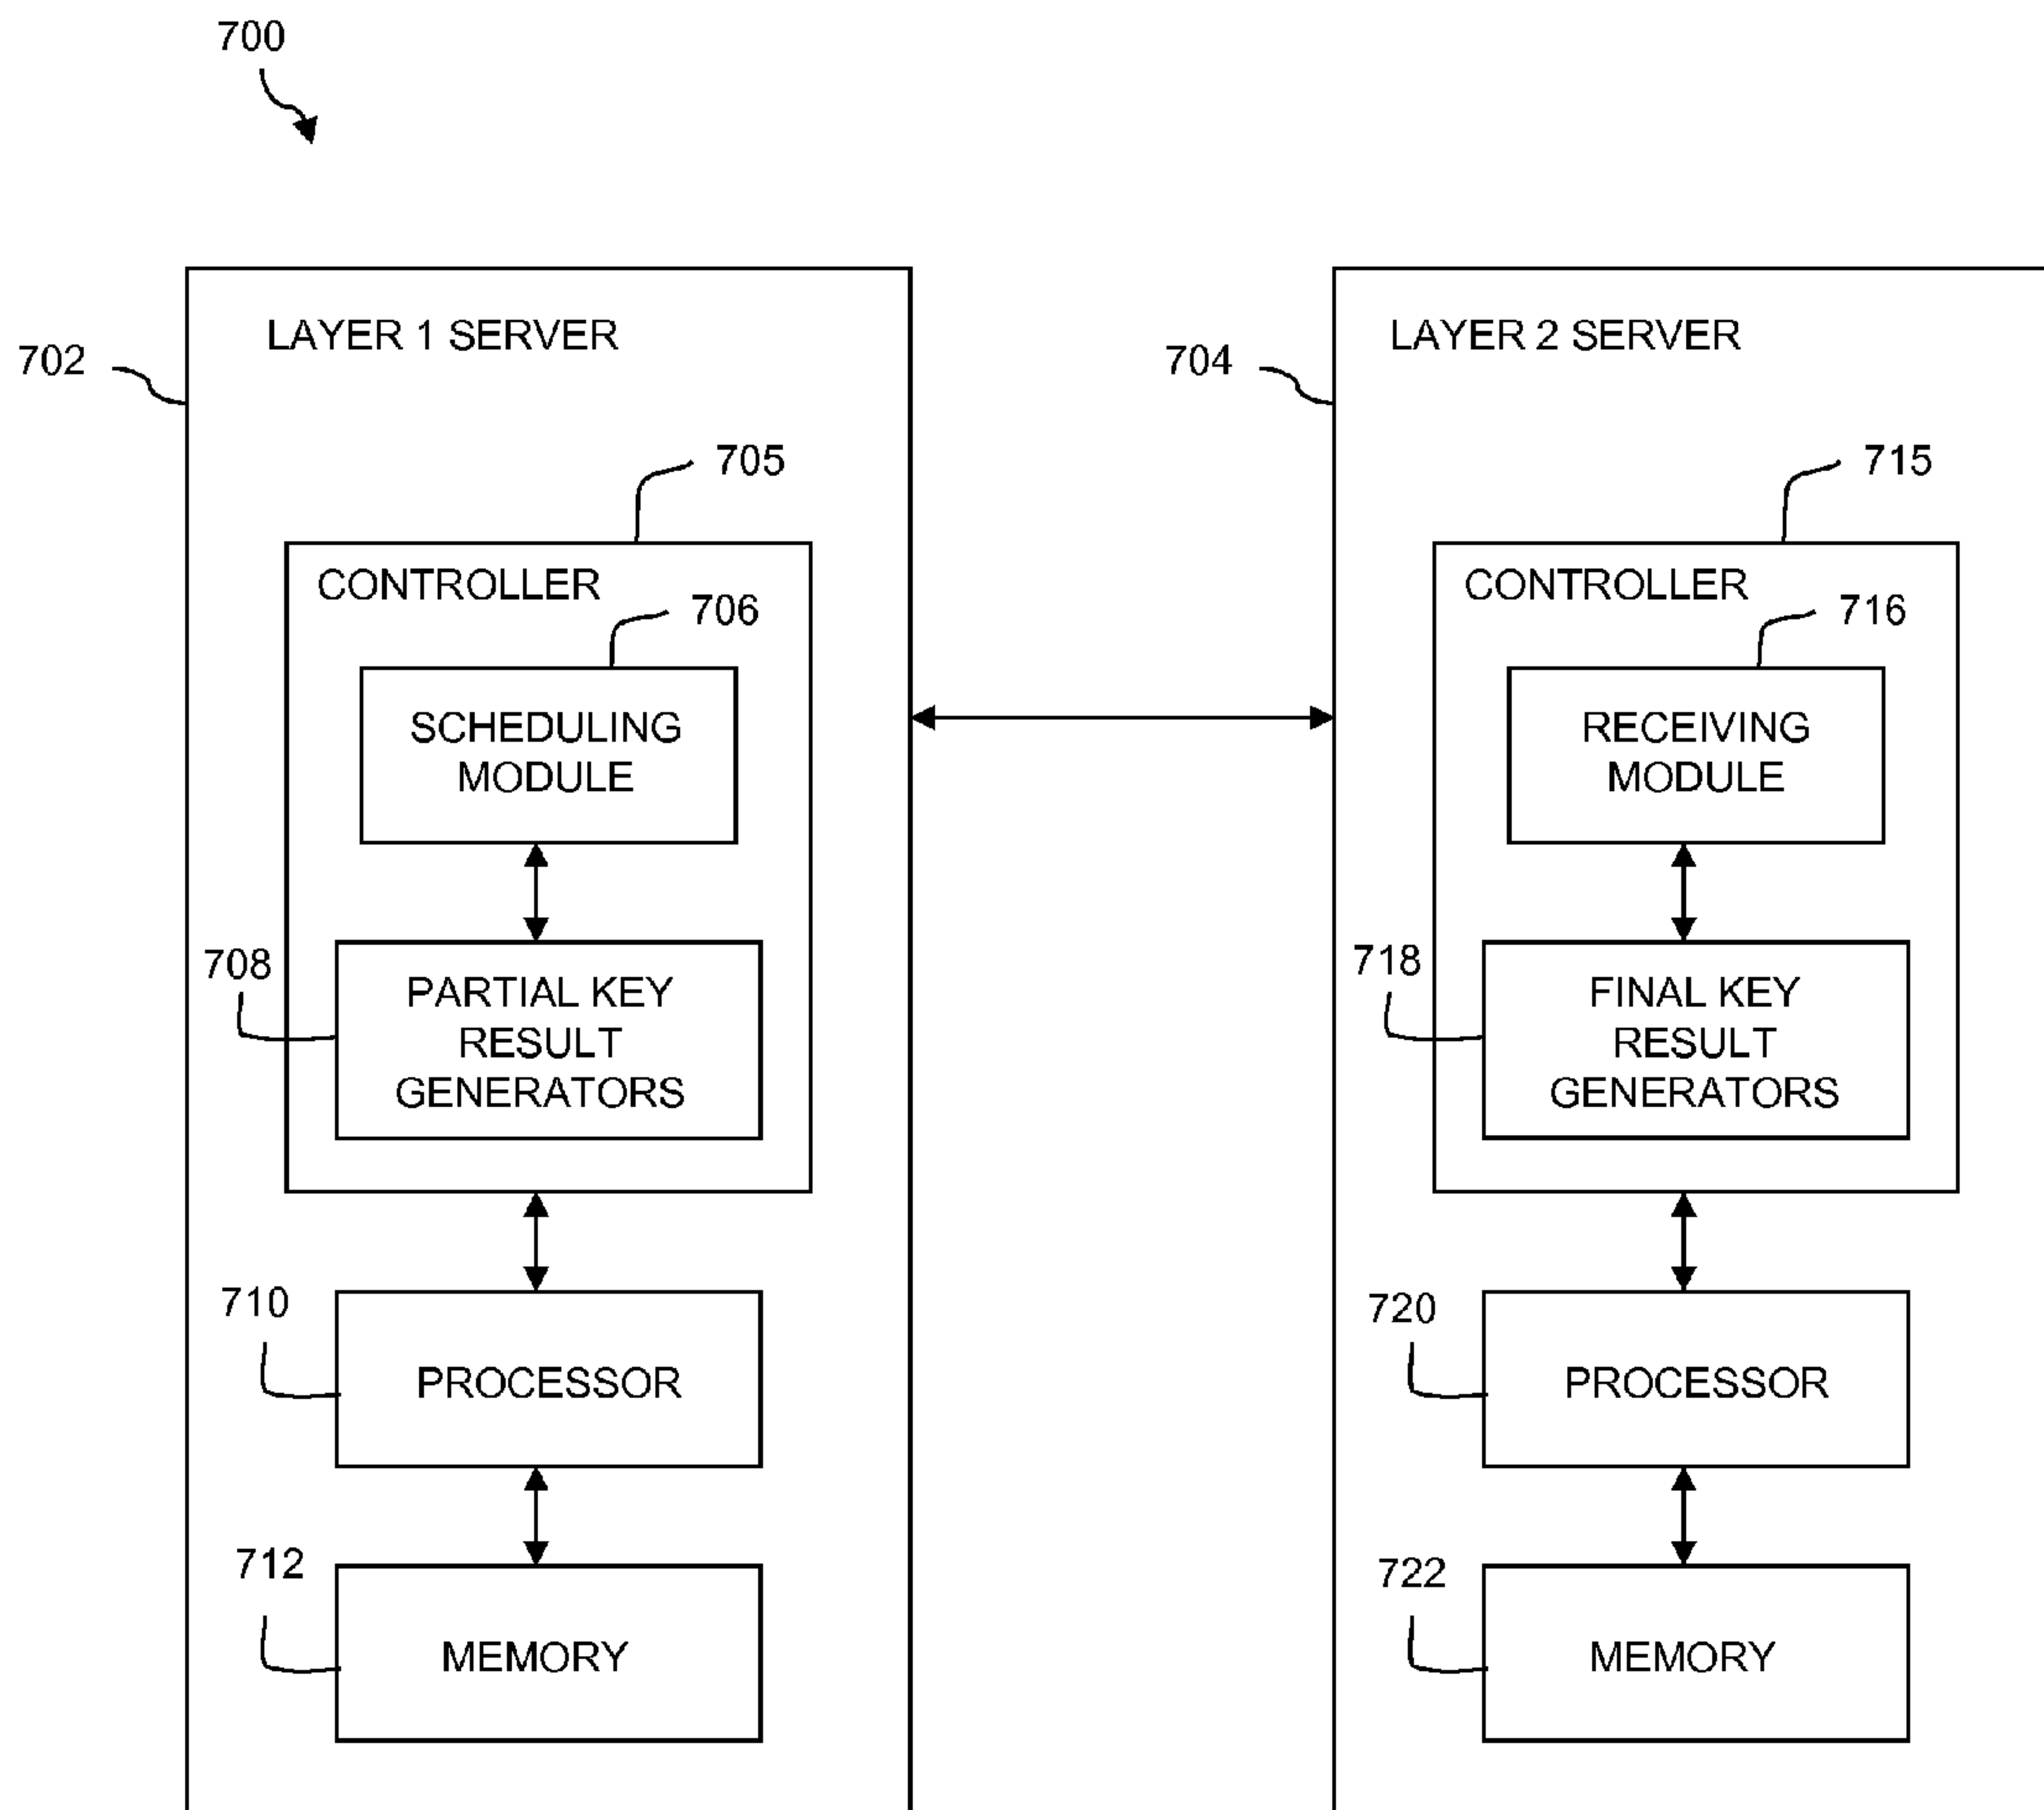 700
LAYER 1 SERVER
702
705
CONTROLLER
706
SCHEDULING
MODULE
708
PARTIAL KEY
RESULT
GENERATORS
710
PROCESSOR
712
MEMORY
LAYER 2 SERVER
704
715
CONTROLLER
716
RECEIVING
MODULE
718
FINAL KEY
RESULT
GENERATORS
720
PROCESSOR
722
MEMORY